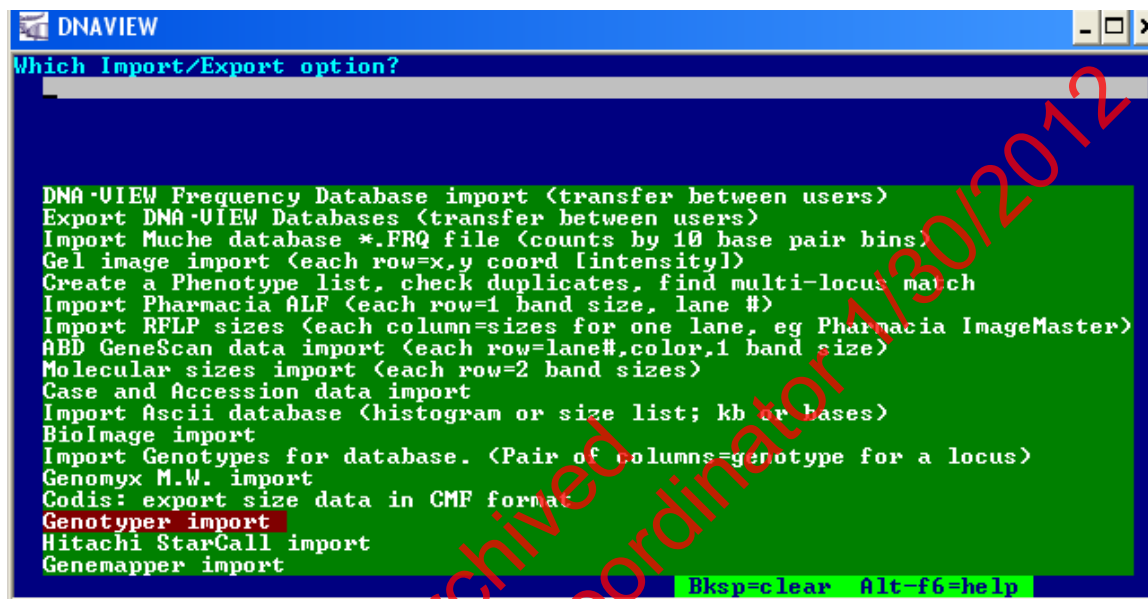 DNAVIEW
Which Import/Export option?
DNA·VIEW Frequency Database import (transfer between users)
Export DNA·VIEW Databases (transfer between users)
Import Muche database *.FRQ file (counts by 10 base pair bins)
Gel image import (each row=x,y coord [intensity])
Create a Phenotype list, check duplicates, find multi-locus match
Import Pharmacia ALF (each row=1 band size, lane #)
Import RFLP sizes (each column=sizes for one lane, eg Pharmacia ImageMaster)
ABD GeneScan data import (each row=lane#,color,1 band size)
Molecular sizes import (each row=2 band sizes)
Case and Accession data import
Import Ascii database (histogram or size list; kb or bases)
BioImage import
Import Genotypes for database. (Pair of columns=genotype for a locus)
Genomyx M.W. import
Codis: export size data in CMF format
Genotyper import
Hitachi StarCall import
Genemapper import
Bksp=clear Alt-f6=help
chived
ordinator 1/30/2012